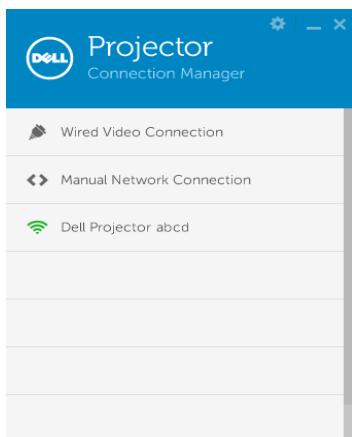 DELL
Projector
Connection Manager
Wired Video Connection
Manual Network Connection
Dell Projector abcd